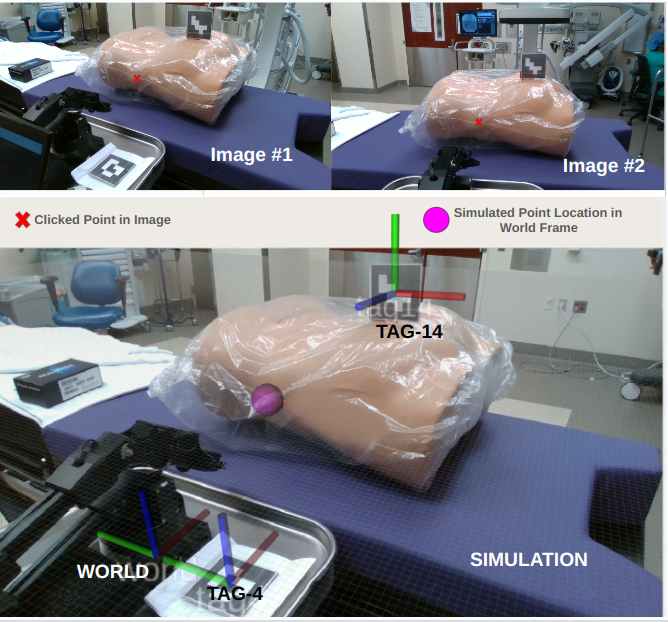 Image #1
Image #2
Clicked Point in Image
Simulated Point Location in
World Frame
tag14
TAG-14
SIMULATION
WORLD
TAG-4